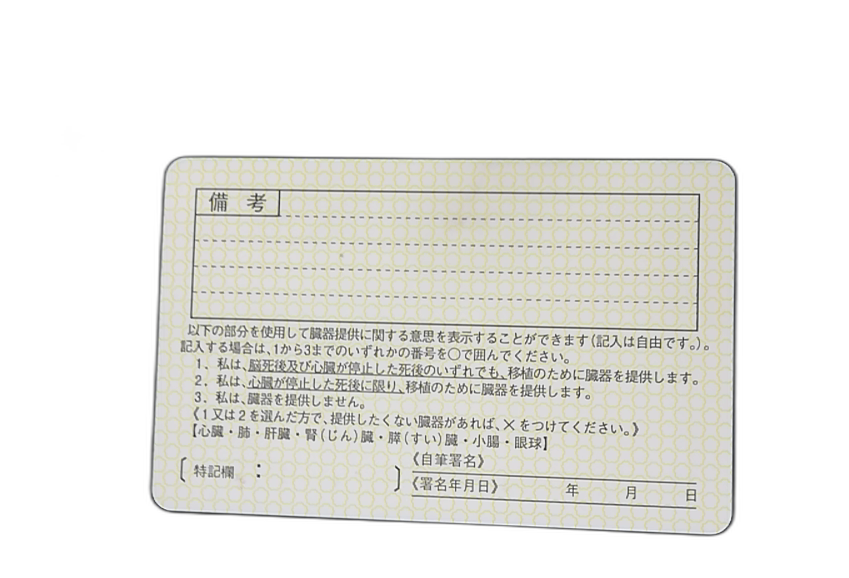 備 考
以下の部分を使用して臓器提供に関する意思を表示することができます(記入は自由です。)。
記入する場合は、1から3までのいずれかの番号を○で囲んでください。
1. 私は、脳死後及び心臓が停止した死後のいずれでも、移植のために臓器を提供します。
2. 私は、心臓が停止した死後に限り、移植のために臓器を提供します。
3. 私は、臓器を提供しません。
《1又は2を選んだ方で、提供したくない臓器があれば、×をつけてください。》
【心臓・肺・肝臓・腎(じん)臓・膵(すい)臓・小腸・眼球】
〔特記欄: 〕
《自筆署名》
《署名年月日》 年 月 日